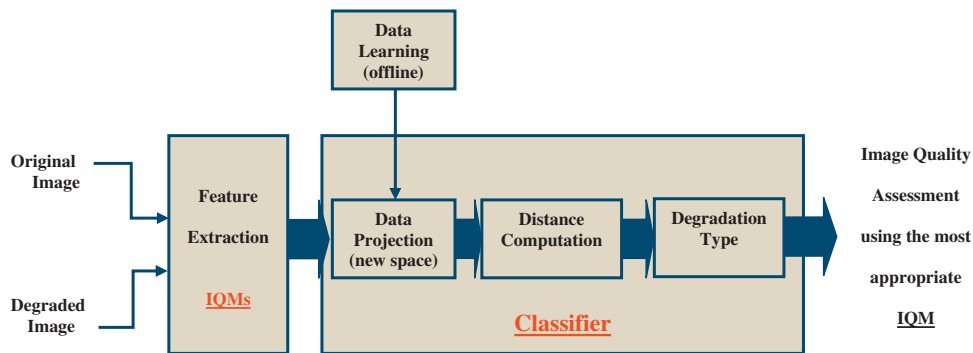 Data
Learning
(offline)
Original
Image
Degraded
Image
Feature
Extraction
IQMs
Data
Projection
(new space)
Distance
Computation
Degradation
Type
Classifier
Image Quality
Assessment
using the most
appropriate
IQM